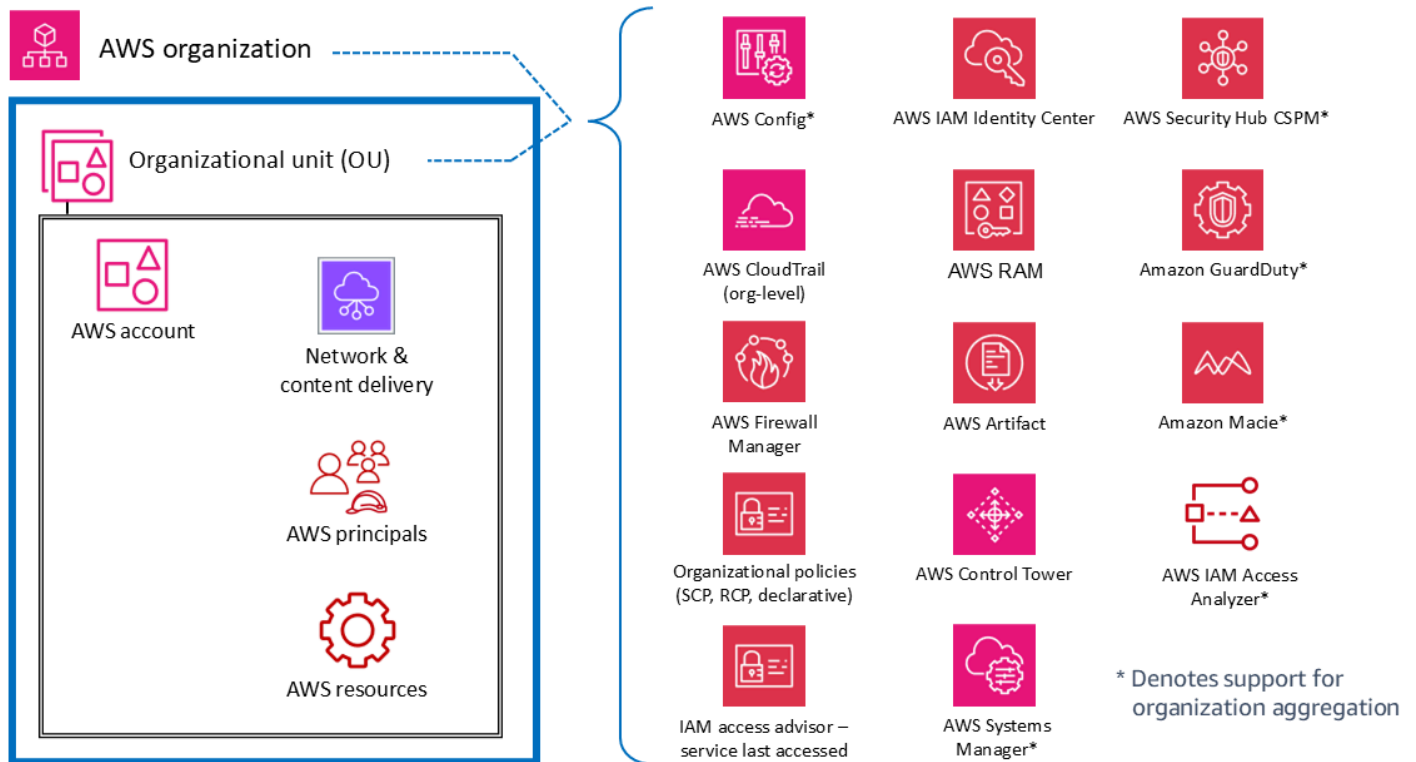 AWS organization
Organizational unit (OU)
AWS account
Network &
content delivery
AWS principals
AWS resources
AWS Config*
AWS IAM Identity Center
AWS Security Hub CSPM*
AWS CloudTrail
(org-level)
AWS RAM
Amazon GuardDuty*
AWS Firewall
Manager
AWS Artifact
Amazon Macie*
Organizational policies
(SCP, RCP, declarative)
AWS Control Tower
AWS IAM Access
Analyzer*
IAM access advisor –
service last accessed
AWS Systems
Manager*
* Denotes support for
organization aggregation